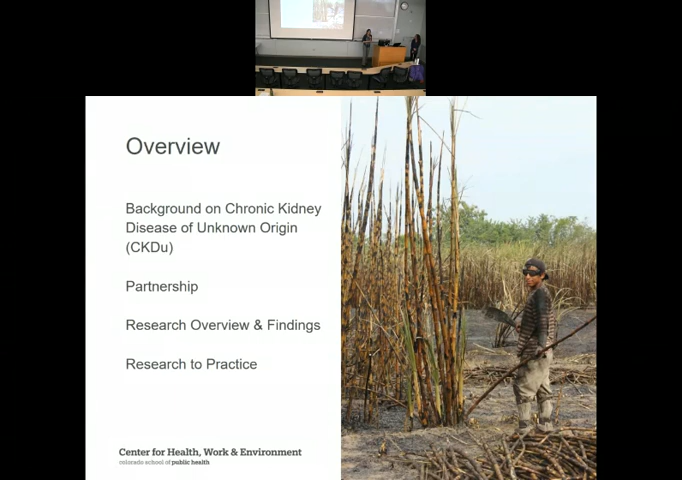 Overview
Background on Chronic Kidney
Disease of Unknown Origin
(CKDu)
Partnership
Research Overview & Findings
Research to Practice
Center for Health, Work & Environment
colorado school of public health